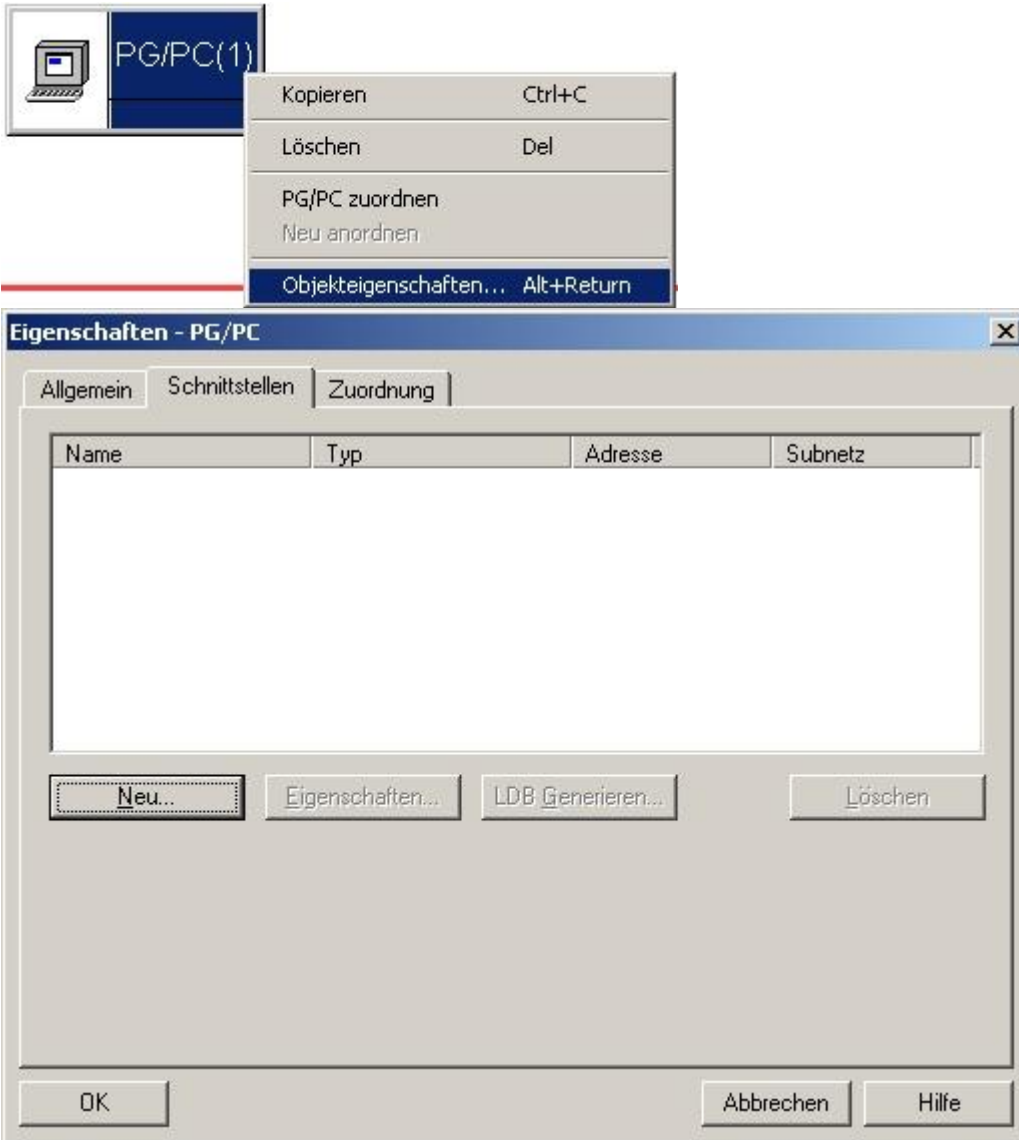 PG/PC(1)
Kopieren Ctrl+C
Löschen Del
PG/PC zuordnen
Neu anordnen
Objekteigenschaften... Alt+Return
Eigenschaften - PG/PC
Allgemein Schnittstellen Zuordnung
Name Typ Adresse Subnetz
Neu... Eigenschaften... LDB Generieren... Löschen
OK Abbrechen Hilfe